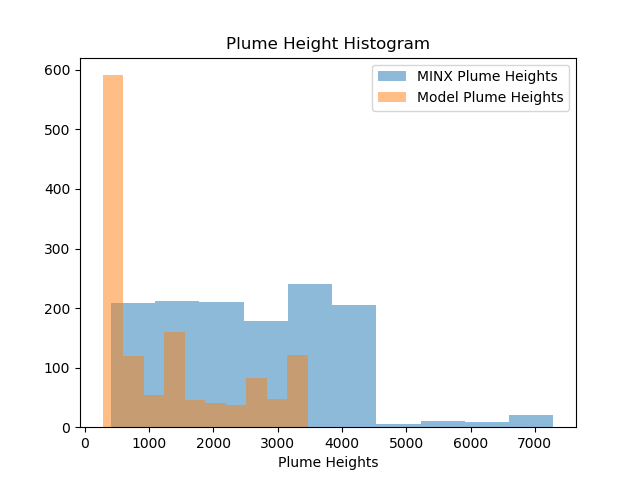 Plume Height Histogram
MINX Plume Heights
Model Plume Heights
600
500
400
300
200
100
0
0 1000 2000 3000 4000 5000 6000 7000
Plume Heights